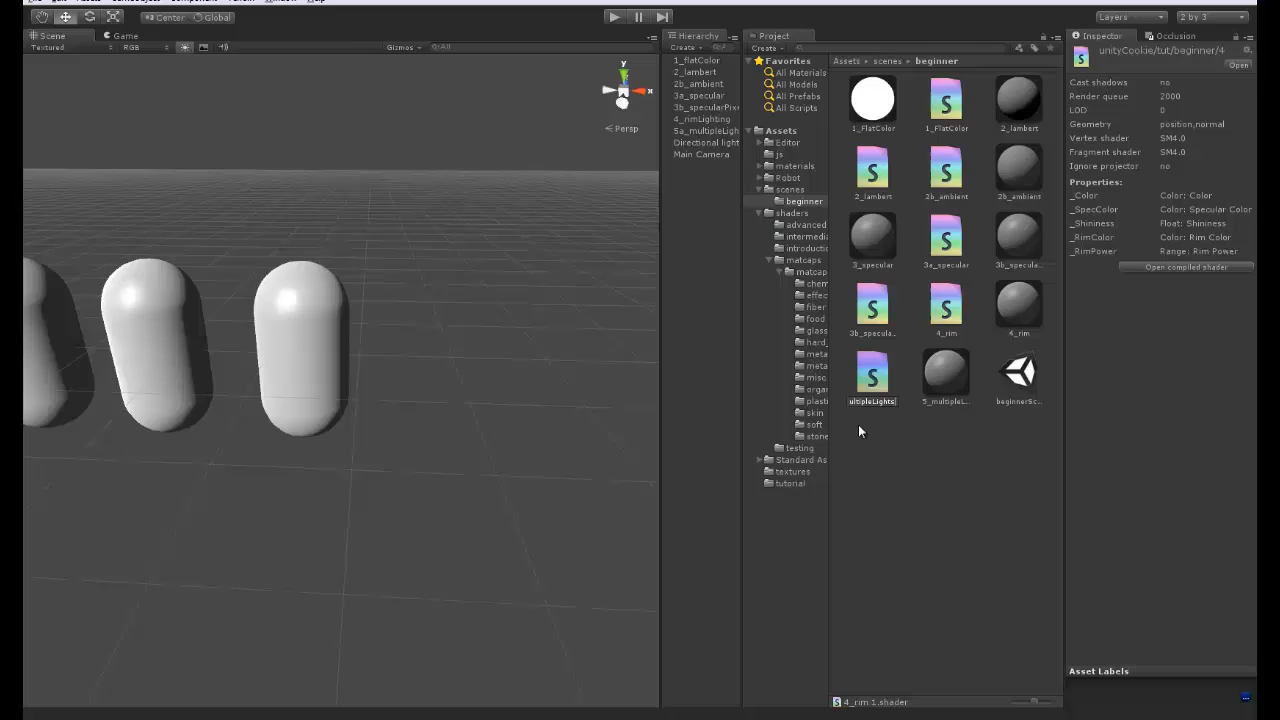 Center
Global
Layers
2 by 3
Scene
Game
Textured
RGB
Gizmos
All
y
x
Persp
Hierarchy
Create
1_flatColor
2_lambert
2b_ambient
3a_specular
3b_specularPixe
4_rimLighting
5a_multipleLigh
Directional light
Main Camera
Project
Create
Favorites
All Materials
All Models
All Prefabs
All Scripts
Assets
Editor
js
materials
Robot
scenes
beginner
shaders
advanced
intermedia
introductio
matcaps
matcap
chem
effec
fiber
food
glass
hard_
meta
meta
misc
orga
plasti
skin
soft
stone
testing
Standard As
textures
tutorial
Assets
scenes
beginner
1_FlatColor
1_FlatColor
2_lambert
2_lambert
2b_ambient
2b_ambient
3_specular
3a_specular
3b_specula...
3b_specula...
4_rim
4_rim
ultipleLights
5_multipleL...
beginnerSc...
4_rim 1.shader
Inspector
Occlusion
unityCookie/tut/beginner/4
Open
Cast shadows no
Render queue 2000
LOD 0
Geometry position,normal
Vertex shader SM4.0
Fragment shader SM4.0
Ignore projector no
Properties:
_Color Color: Color
_SpecColor Color: Specular Color
_Shininess Float: Shininess
_RimColor Color: Rim Color
_RimPower Range: Rim Power
Open compiled shader
Asset Labels